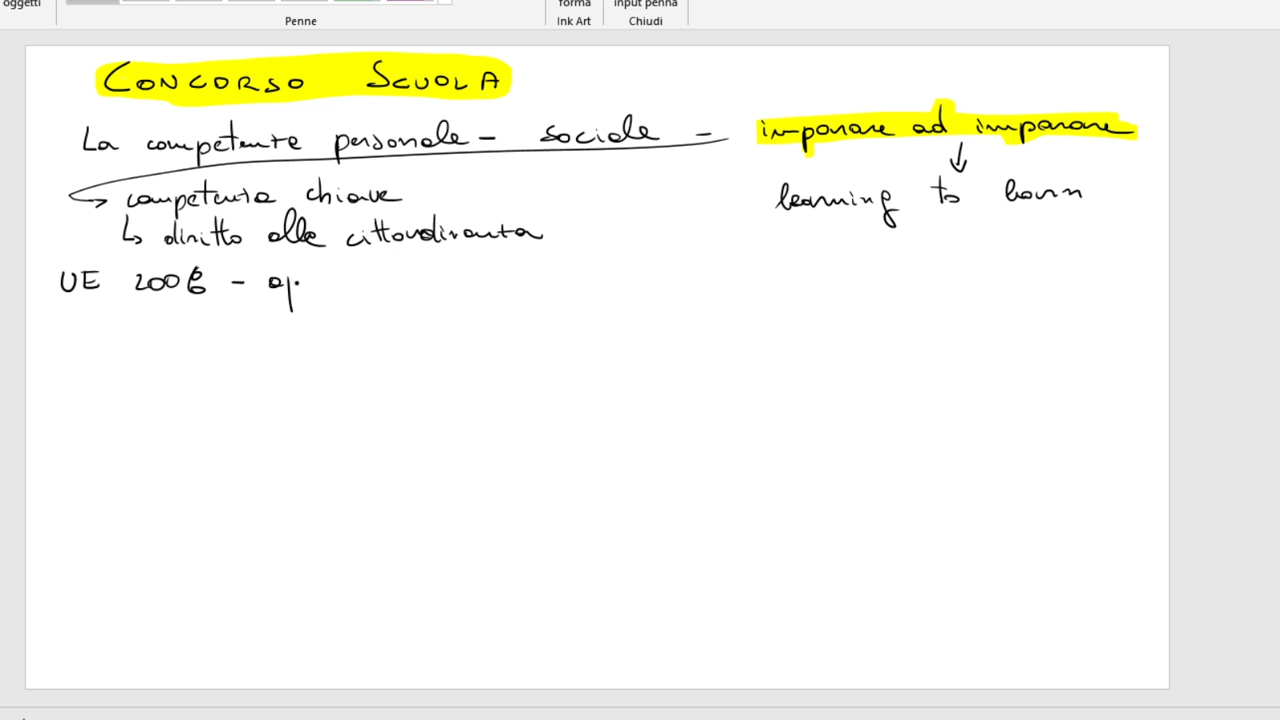 oggetti
Penne
forma
Ink Art
input penna
Chiudi
CONCORSO SCUOLA
La competenza personale - sociale - imparare ad imparare
competenza chiave
learning to learn
diritto alla cittadinanza
UE 2006 - ap